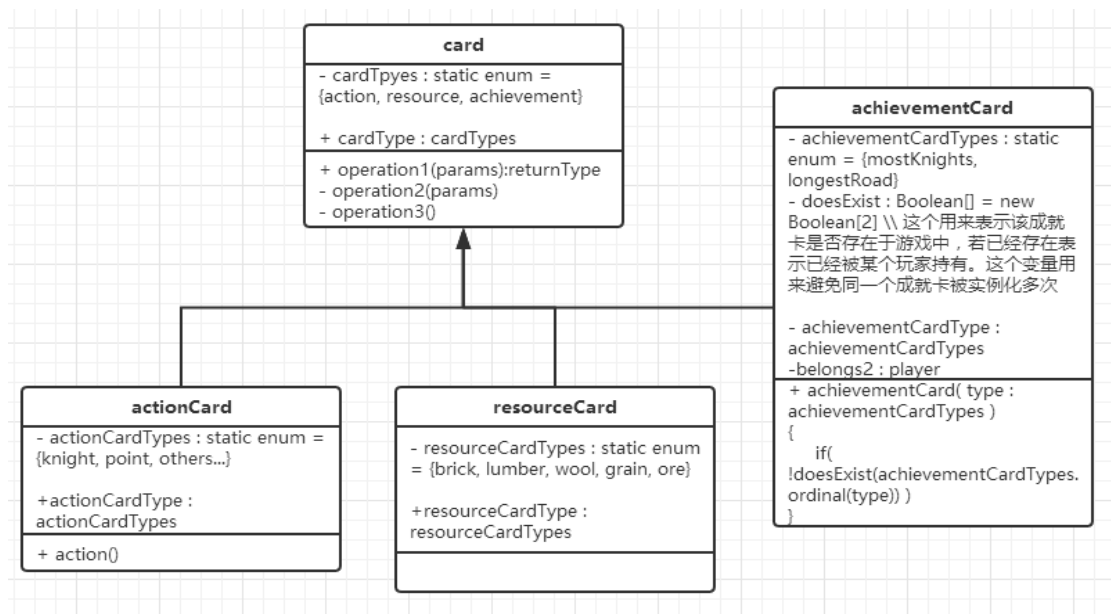 card
- cardTpyes : static enum =
{action, resource, achievement}
+ cardType : cardTypes
+ operation1(params):returnType
- operation2(params)
- operation3()
achievementCard
- achievementCardTypes : static
enum = {mostKnights,
longestRoad}
- doesExist : Boolean[] = new
Boolean[2] \\ 这个用来表示该成就
卡是否存在于游戏中，若已经存在表
示已经被某个玩家持有。这个变量用
来避免同一个成就卡被实例化多次
- achievementCardType :
achievementCardTypes
-belongs2 : player
+ achievementCard( type :
achievementCardTypes )
{
if(
!doesExist(achievementCardTypes.
ordinal(type)) )
}
actionCard
- actionCardTypes : static enum =
{knight, point, others...}
+actionCardType :
actionCardTypes
+ action()
resourceCard
- resourceCardTypes : static enum
= {brick, lumber, wool, grain, ore}
+resourceCardType :
resourceCardTypes